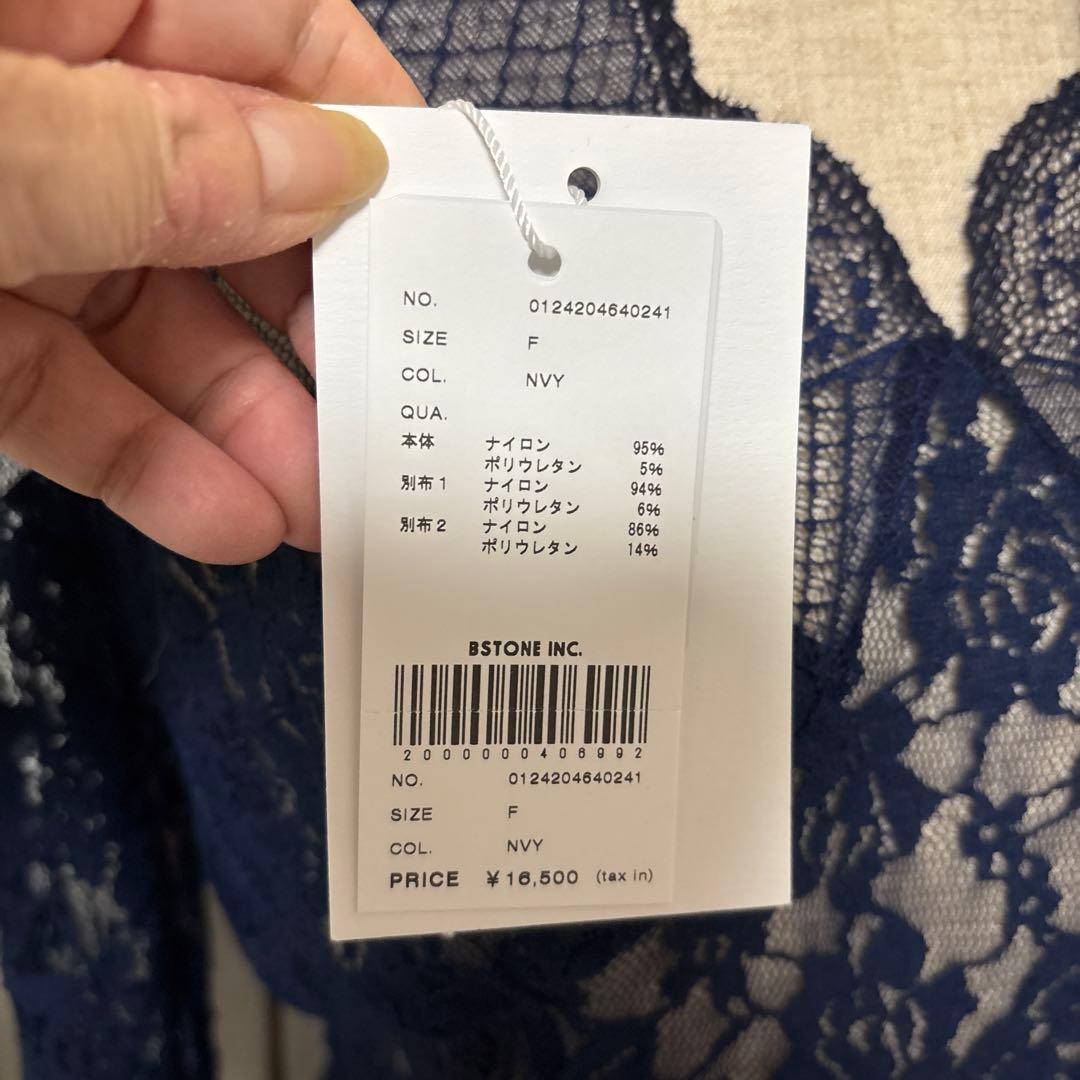 NO. 0124204640241
SIZE F
COL. NVY
QUA.
本体 ナイロン 95%
ポリウレタン 5%
別布1 ナイロン 94%
ポリウレタン 6%
別布2 ナイロン 86%
ポリウレタン 14%
BSTONE INC.
2000000406992
NO. 0124204640241
SIZE F
COL. NVY
PRICE ¥16,500 (tax in)